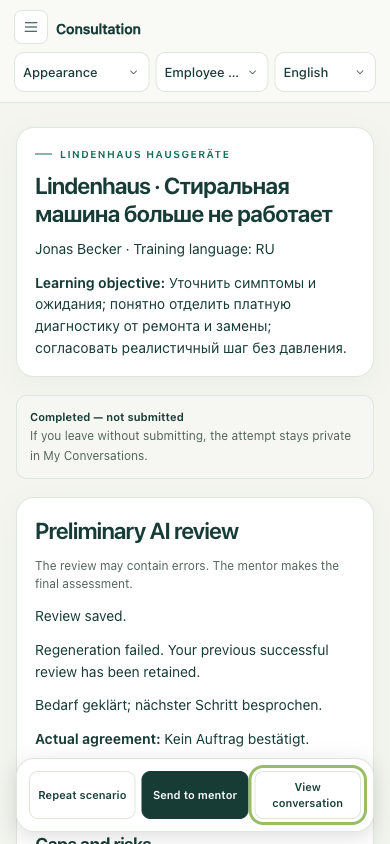 Consultation
Appearance
Employee ...
English
LINDENHAUS HAUSGERÄTE
Lindenhaus · Стиральная
машина больше не работает
Jonas Becker · Training language: RU
Learning objective: Уточнить симптомы и
ожидания; понятно отделить платную
диагностику от ремонта и замены;
согласовать реалистичный шаг без давления.
Completed — not submitted
If you leave without submitting, the attempt stays private
in My Conversations.
Preliminary AI review
The review may contain errors. The mentor makes the
final assessment.
Review saved.
Regeneration failed. Your previous successful
review has been retained.
Bedarf geklärt; nächster Schritt besprochen.
Actual agreement: Kein Auftrag bestätigt.
Repeat scenario
Send to mentor
View
conversation
Gaps and risks